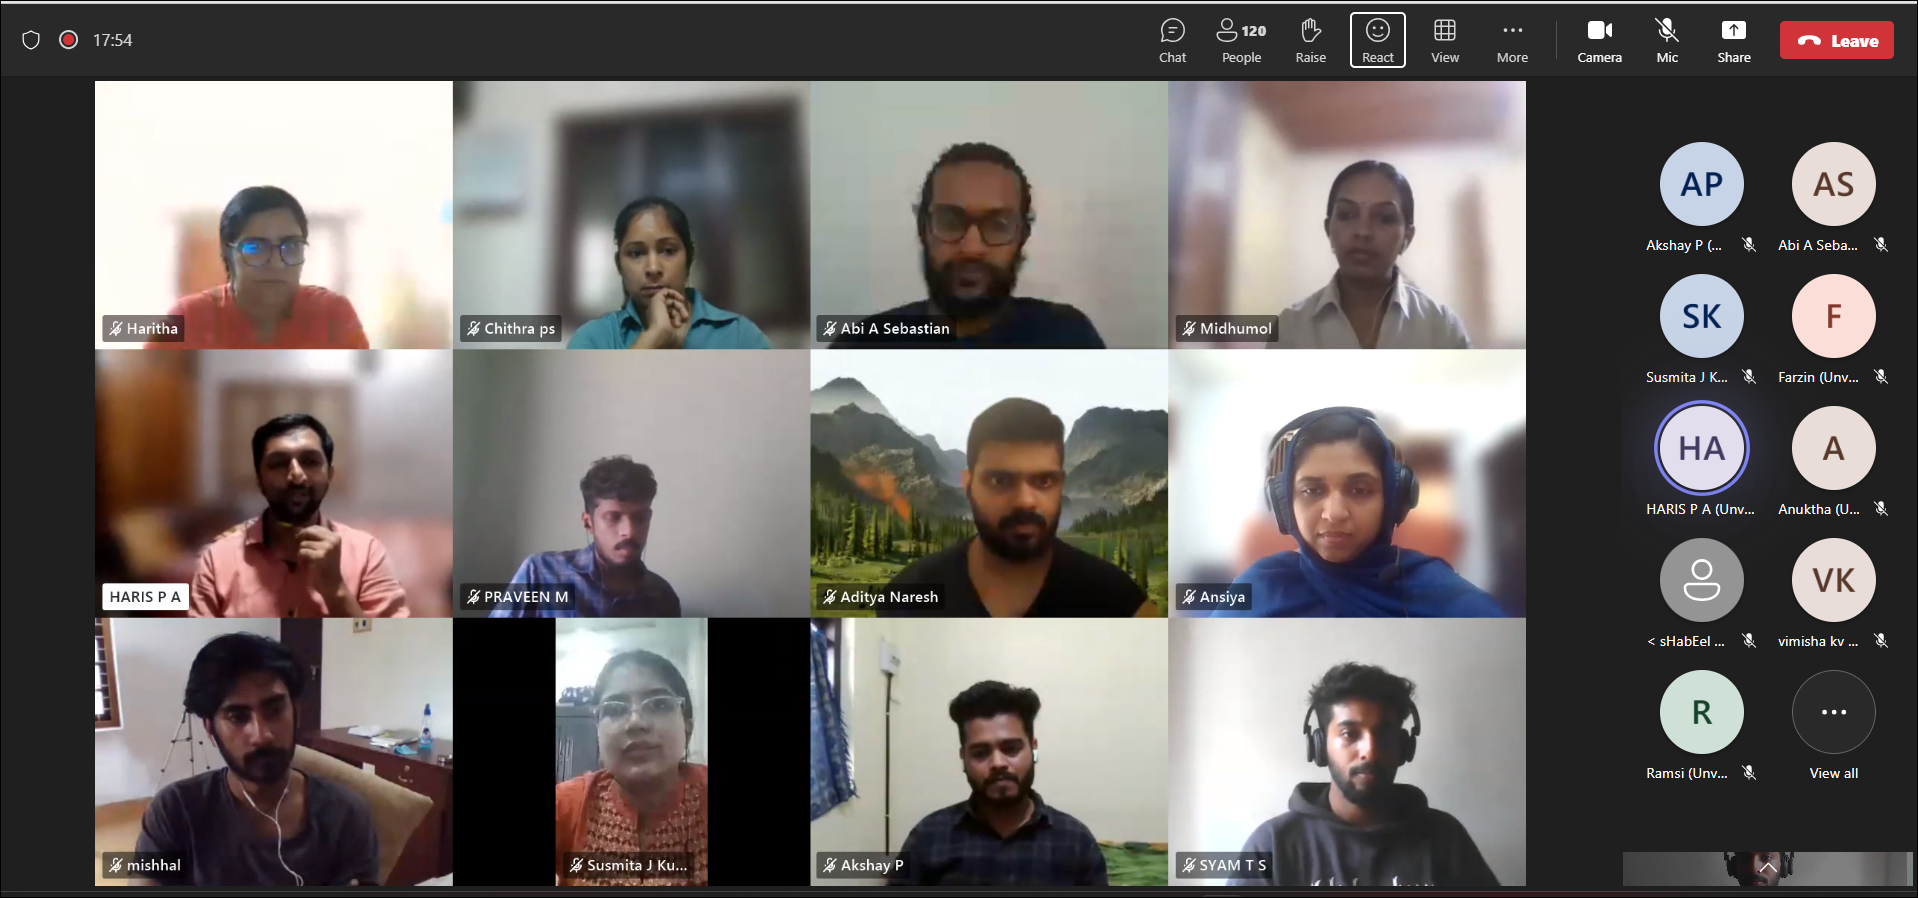 17:54
120
Chat
People
Raise
React
View
More
Camera
Mic
Share
Leave
Haritha
Chithra ps
Abi A Sebastian
Midhumol
HARIS P A
PRAVEEN M
Aditya Naresh
Ansiya
mishhal
Susmita J Ku...
Akshay P
SYAM T S
AP
AS
Akshay P (...
Abi A Seba...
SK
F
Susmita J K...
Farzin (Unv...
HA
A
HARIS P A (Unv...
Anuktha (U...
VK
< sHabEel ...
vimisha kv ...
R
Ramsi (Unv...
View all